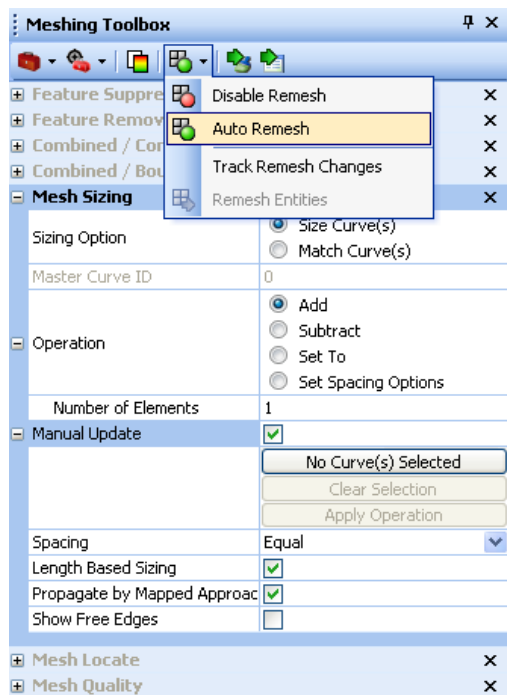 Meshing Toolbox
Feature Suppre
Disable Remesh
Feature Remov
Auto Remesh
Combined / Cor
Combined / Bou
Track Remesh Changes
Mesh Sizing
Remesh Entities
Sizing Option
Size Curve(s)
Match Curve(s)
Master Curve ID
0
Operation
Add
Subtract
Set To
Set Spacing Options
Number of Elements
1
Manual Update
No Curve(s) Selected
Clear Selection
Apply Operation
Spacing
Equal
Length Based Sizing
Propagate by Mapped Approac
Show Free Edges
Mesh Locate
Mesh Quality